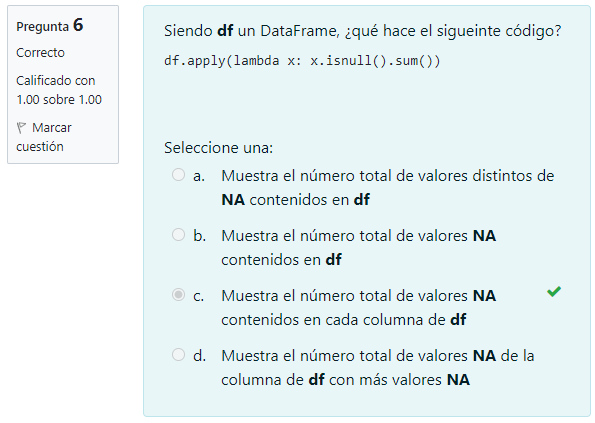 Pregunta 6
Correcto
Calificado con
1.00 sobre 1.00
Marcar
cuestión
Siendo df un DataFrame, ¿qué hace el sigueinte código?
df.apply(lambda x: x.isnull().sum())
Seleccione una:
a. Muestra el número total de valores distintos de
NA contenidos en df
b. Muestra el número total de valores NA
contenidos en df
c. Muestra el número total de valores NA
contenidos en cada columna de df
d. Muestra el número total de valores NA de la
columna de df con más valores NA